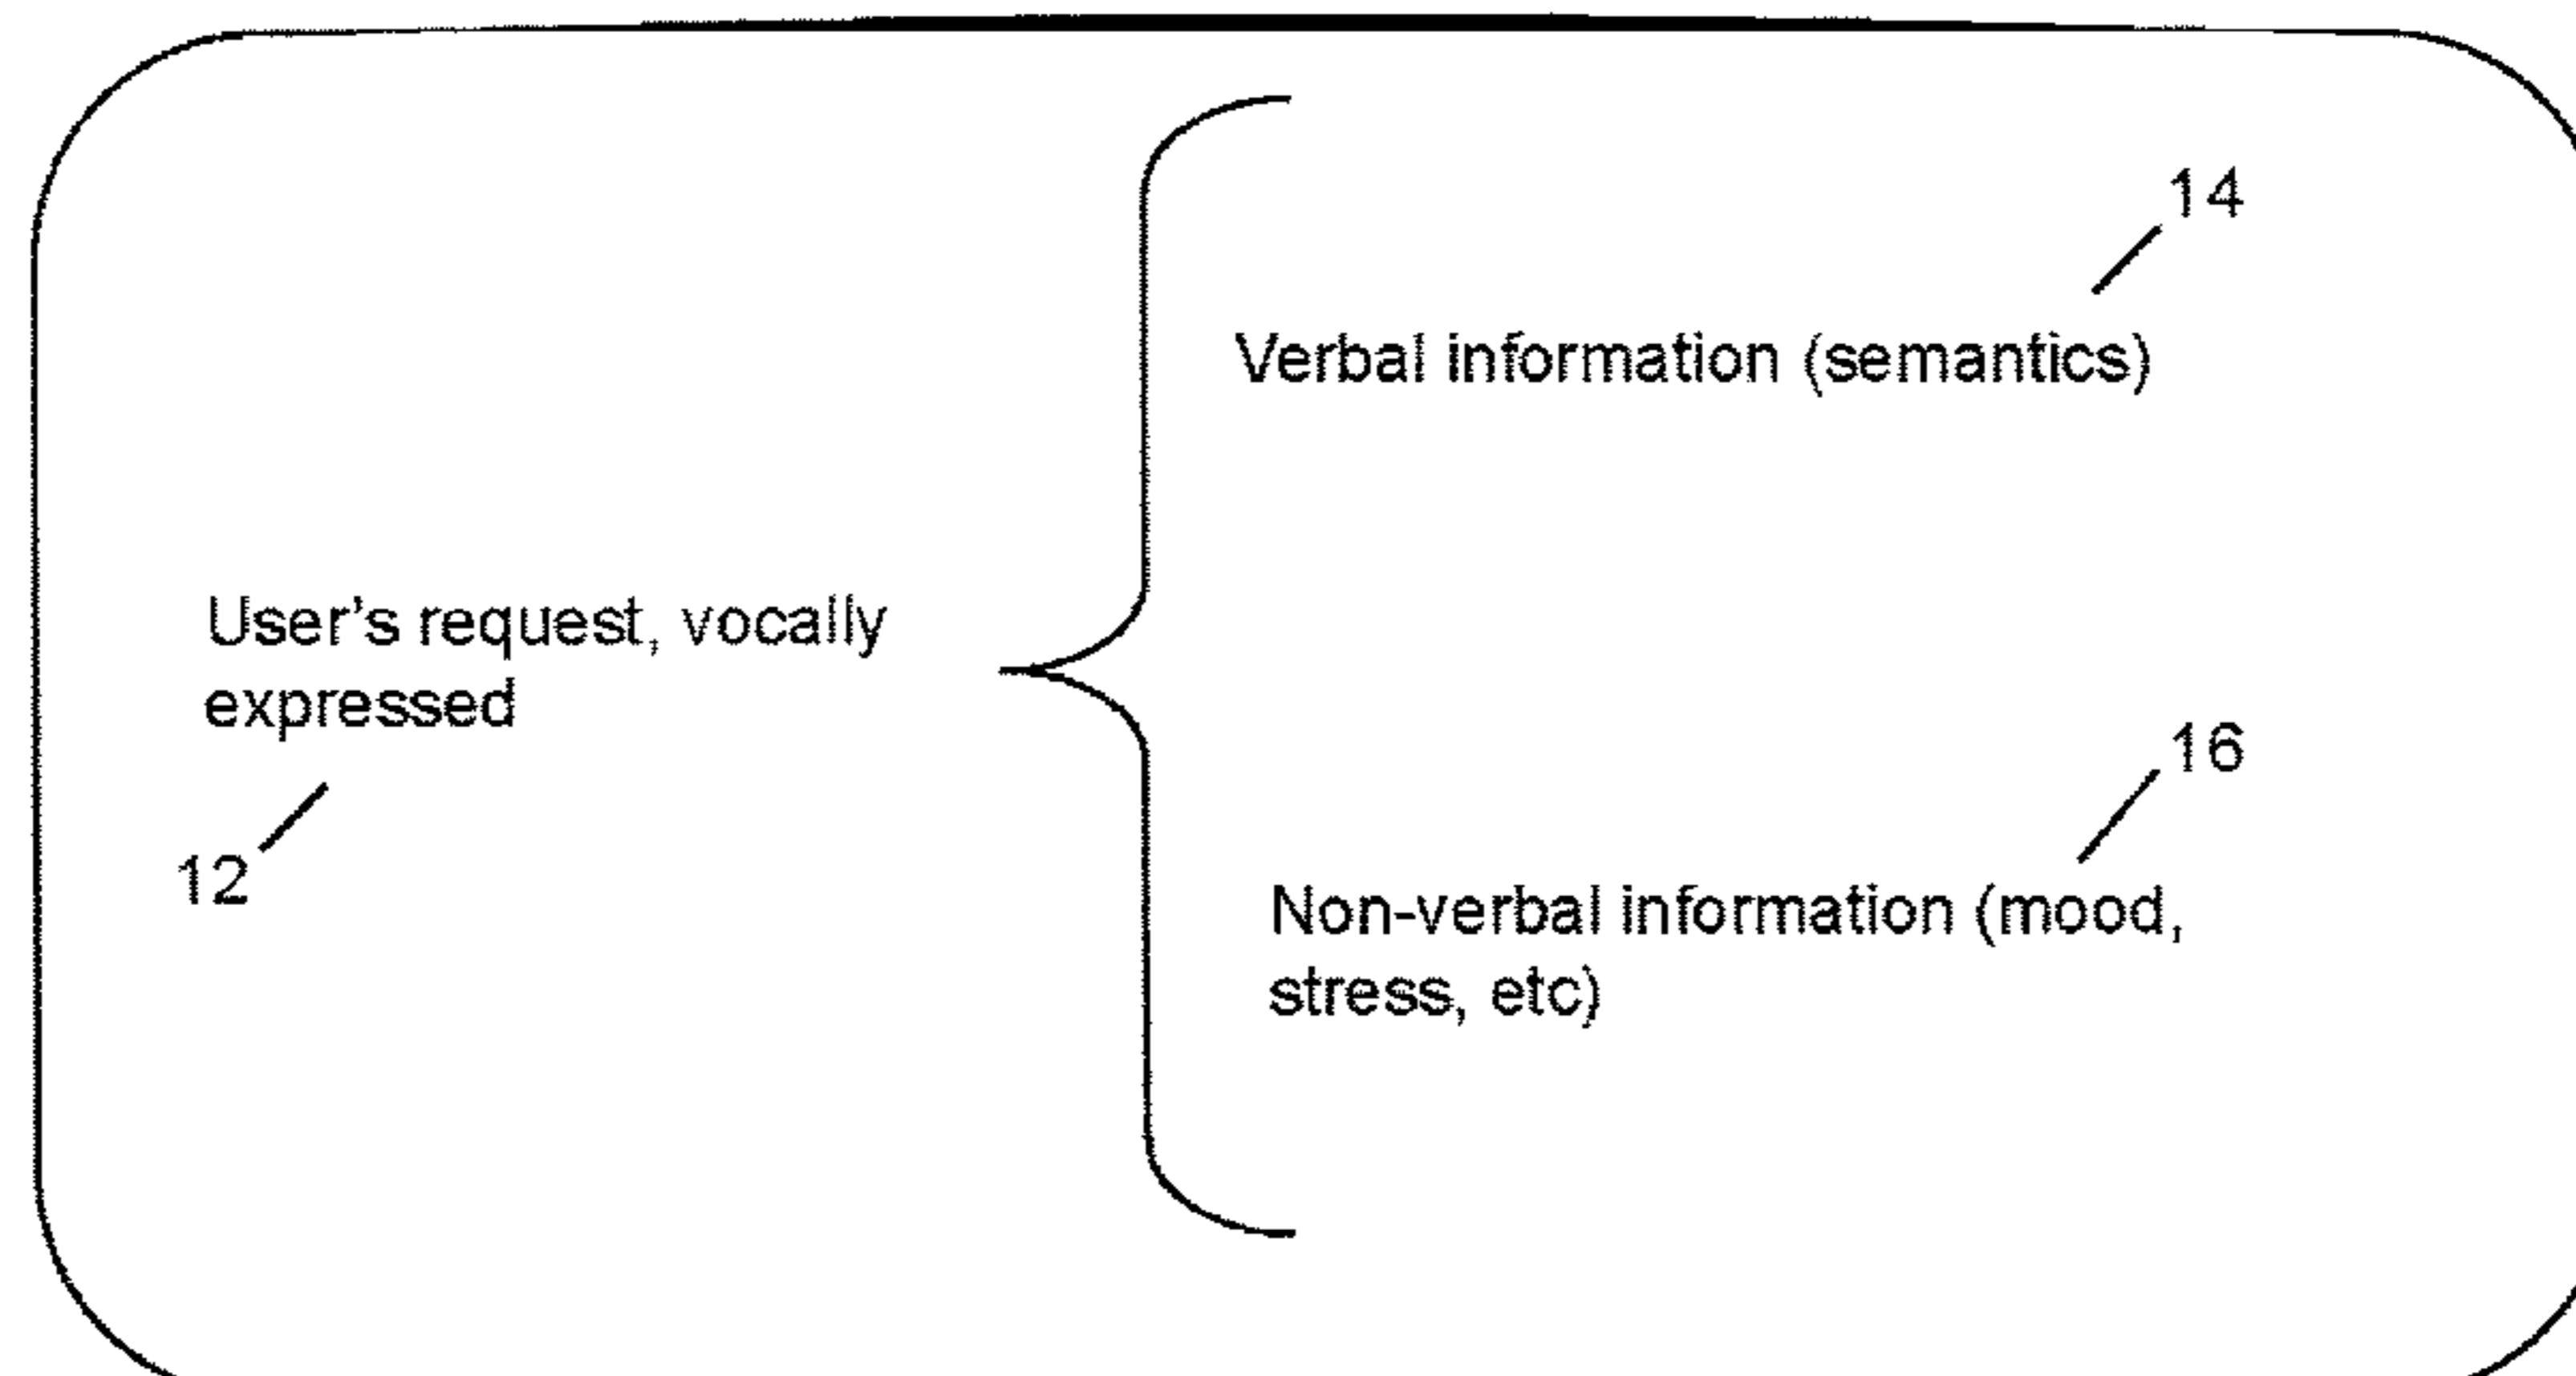 14
Verbal information (semantics)
User's request, vocally
expressed
12
16
Non-verbal information (mood,
stress, etc)